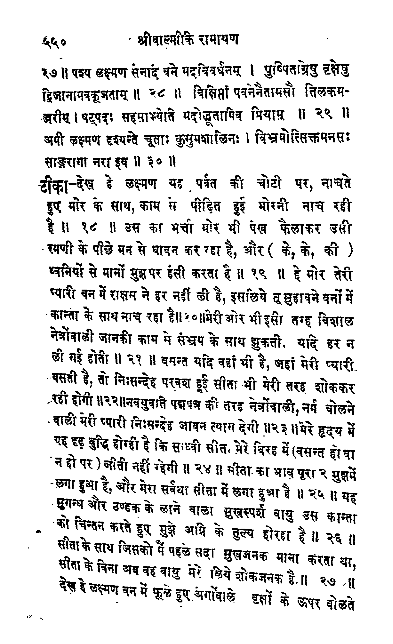 ५५० श्रीवाल्मीकि रामायण
२७ ॥ पश्य लक्ष्मण संनादं वने मदविवर्धनम् । पुष्पिताग्रेषु वृक्षेषु
द्विजानामवकूजताम् ॥ २८ ॥ विक्षिप्तां पवनेनैतामसौ तिलकम-
ञ्जरीम् । षट्पदः सहसाभ्येति मदोद्धूतामिव प्रियाम् ॥ २९ ॥
अमी लक्ष्मण दृश्यन्ते चूताः कुसुमशालिनः । विभ्रमोत्सिक्तमनसः
साङ्गरागा नरा इव ॥ ३० ॥
टीका-देख हे लक्ष्मण यह पर्वत की चोटी पर, नाचते
हुए मोर के साथ, काम से पीड़ित हुई मोरनी नाच रही
है ॥ १८ ॥ उस का भर्त्ता मोर भी पंख फैलाकर उसी
रमणी के पीछे मन से धावन कर रहा है, और ( के, के, की )
ध्वनियों से मानों मुझपर हंसी करता है ॥ १९ ॥ हे मोर तेरी
प्यारी वन में राक्षस ने हर नहीं ली है, इसलिये तू सुहावने वनों में
कान्ता के साथ नाच रहा है॥२०॥मेरी ओर भी इसी तरह विशाल
नेत्रोंवाली जानकी काम से संभ्रम के साथ झुकती. यदि हर न
ली गई होती ॥ २१ ॥ वसन्त यदि वहां भी है, जहां मेरी प्यारी
बसती है, तो निःसन्देह परवश हुई सीता भी मेरी तरह शोककर
रही होगी ॥२२॥नवयुवति पद्मपत्र की तरह नेत्रोंवाली, नर्म बोलने
वाली मेरी प्यारी निःसन्देह जीवन त्याग देगी ॥२३॥मेरे हृदय में
यह दृढ़ बुद्धि होरही है कि साध्वी सीता मेरे विरह में (वसन्त हो वा
न हो पर) जीती नहीं रहेगी ॥ २४ ॥ सीता का भाव पूरा २ मुझमें
लगा हुआ है, और मेरा सर्वथा सीता में लगा हुआ है ॥ २५ ॥ यह
सुगन्ध और ठण्डक के लाने वाला सुखस्पर्श वायु उस कान्ता
को चिन्तन करते हुए मुझे अग्नि के तुल्य होरहा है ॥ २६ ॥
सीता के साथ जिसको मैं पहले सदा सुखजनक माना करता था,
सीता के बिना अब वह वायु मेरे लिये शोकजनक है.॥ २७ ॥
देख हे लक्ष्मण वन में फूले हुए अगोंवाले वृक्षों के ऊपर बोलते